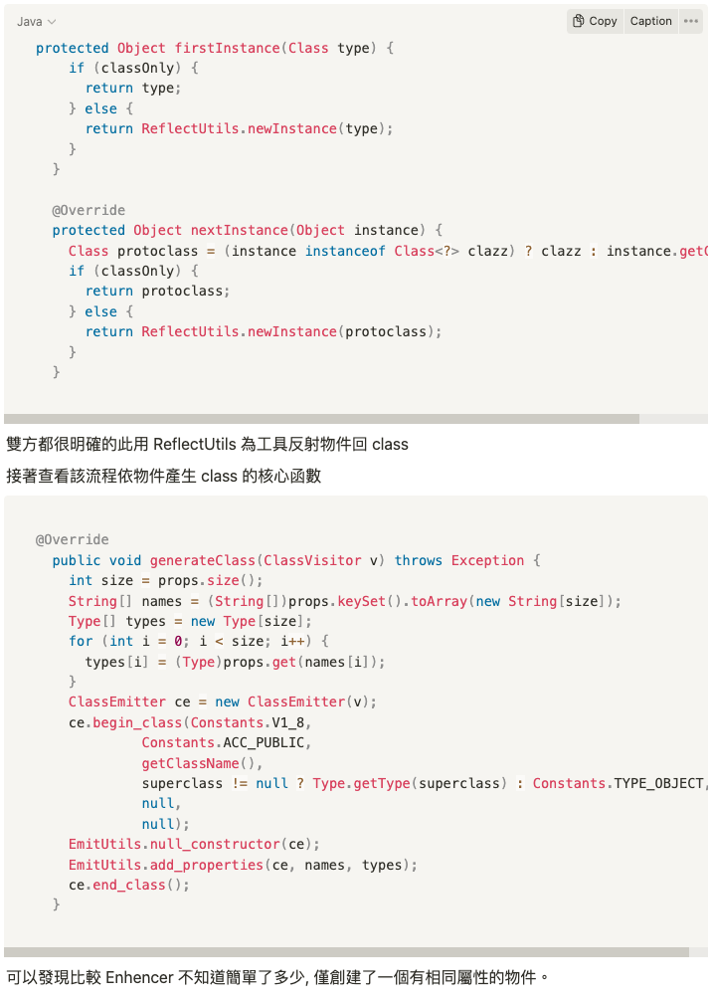 Java
Copy
Caption
protected Object firstInstance(Class type) {
if (classOnly) {
return type;
} else {
return ReflectUtils.newInstance(type);
}
}
@Override
protected Object nextInstance(Object instance) {
Class protoclass = (instance instanceof Class<?> clazz) ? clazz : instance.get
if (classOnly) {
return protoclass;
} else {
return ReflectUtils.newInstance(protoclass);
}
}
雙方都很明確的此用 ReflectUtils 為工具反射物件回 class
接著查看該流程依物件產生 class 的核心函數
@Override
public void generateClass(ClassVisitor v) throws Exception {
int size = props.size();
String[] names = (String[])props.keySet().toArray(new String[size]);
Type[] types = new Type[size];
for (int i = 0; i < size; i++) {
types[i] = (Type)props.get(names[i]);
}
ClassEmitter ce = new ClassEmitter(v);
ce.begin_class(Constants.V1_8,
Constants.ACC_PUBLIC,
getClassName(),
superclass != null ? Type.getType(superclass) : Constants.TYPE_OBJECT,
null,
null);
EmitUtils.null_constructor(ce);
EmitUtils.add_properties(ce, names, types);
ce.end_class();
}
可以發現比較 Enhencer 不知道簡單了多少, 僅創建了一個有相同屬性的物件。